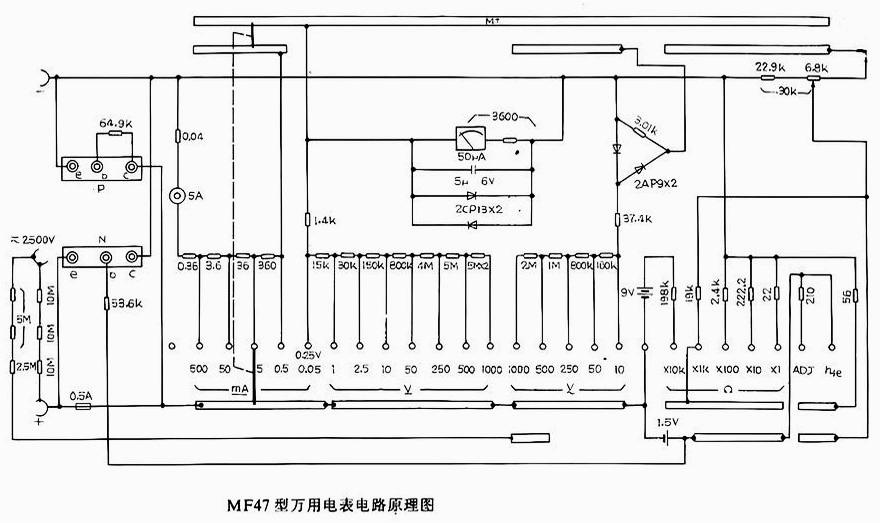 M+
22.9k 6.8k
30k
64.9k
0.04
3600
3.01k
50μA
e b c
P
5A
5μ 6V
2AP9X2
2CP13X2
1.4k
37.4k
≂2500V
N
e b c
0.36 3.6 36 360
15k 30k 150k 800k 4M 5M 5MX2
2M 1M 800k 160k
9V
198k
19k
2.4k
222.2
22
210
56
53.6k
5M
10M
10M
2.5M
10M
0.25V
500 50 5 0.5 0.05
1 2.5 10 50 250 500 1000
1000 500 250 50 10
X10k X1k X100 X10 X1 ADJ hfe
mA
V
V
Ω
0.5A
+
-
1.5V
MF47 型万用电表电路原理图